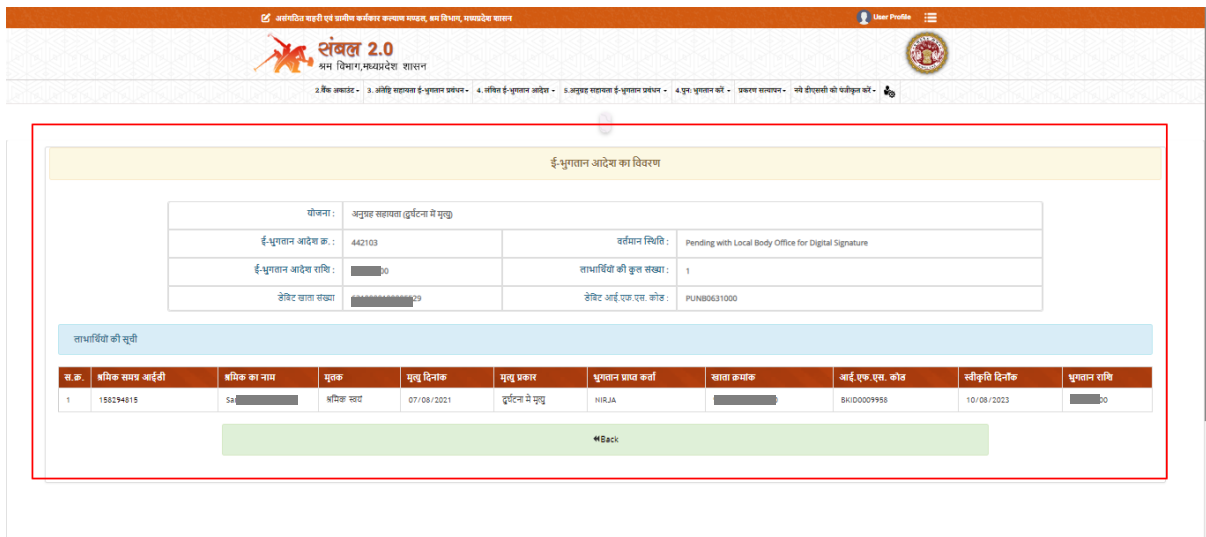 असंगठित शहरी एवं ग्रामीण कर्मकार कल्याण मण्डल, श्रम विभाग, मध्यप्रदेश शासन User Profile
संबल 2.0
श्रम विभाग,मध्यप्रदेश शासन
2.बैंक अकाउंट- 3. अंत्येष्टि सहायता ई-भुगतान प्रबंधन- 4. लंबित ई-भुगतान आदेश - 5.अनुग्रह सहायता ई-भुगतान प्रबंधन - 4.पुन: भुगतान करें - प्रकरण सत्यापन- नये डीएससी को पंजीकृत करें-
ई-भुगतान आदेश का विवरण
योजना : अनुग्रह सहायता (दुर्घटना में मृत्यु)
ई-भुगतान आदेश क्र. : 442103 वर्तमान स्थिति : Pending with Local Body Office for Digital Signature
ई-भुगतान आदेश राशि : 00 लाभार्थियों की कुल संख्या : 1
डेबिट खाता संख्या 29 डेबिट आई.एफ.एस. कोड : PUNB0631000
लाभार्थियों की सूची
स.क्र. श्रमिक समग्र आईडी श्रमिक का नाम मृतक मृत्यु दिनांक मृत्यु प्रकार भुगतान प्राप्त कर्ता खाता क्रमांक आई.एफ.एस. कोड स्वीकृति दिनाँक भुगतान राशि
1 158294815 श्रमिक स्वयं 07/08/2021 दुर्घटना मे मृत्यु NIRJA BKID0009958 10/08/2023 00
Back